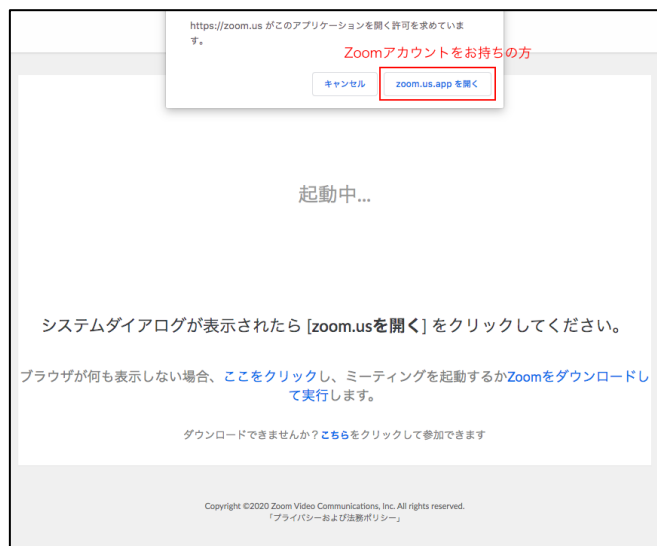 https://zoom.us がこのアプリケーションを開く許可を求めていま
す。
Zoomアカウントをお持ちの方
キャンセル
zoom.us.app を開く
起動中...
システムダイアログが表示されたら [zoom.usを開く] をクリックしてください。
ブラウザが何も表示しない場合、ここをクリックし、ミーティングを起動するかZoomをダウンロードし
て実行します。
ダウンロードできませんか？こちらをクリックして参加できます
Copyright ©2020 Zoom Video Communications, Inc. All rights reserved.
「プライバシーおよび法務ポリシー」